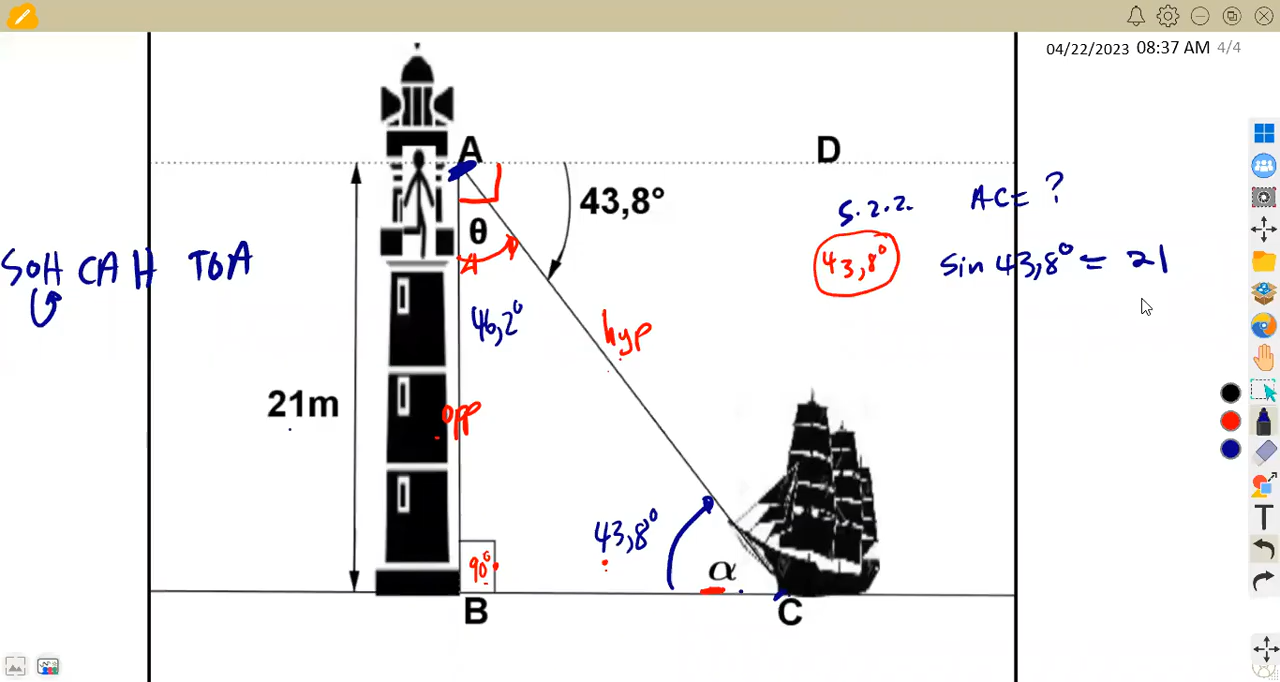 04/22/2023 08:37 AM 4/4
A
D
43,8°
5.2.2.
AC = ?
θ
SOH CAH TOA
43,8°
sin 43,8° = 21
46,2°
hyp
21m
opp
43,8°
90°
α
B
C
T